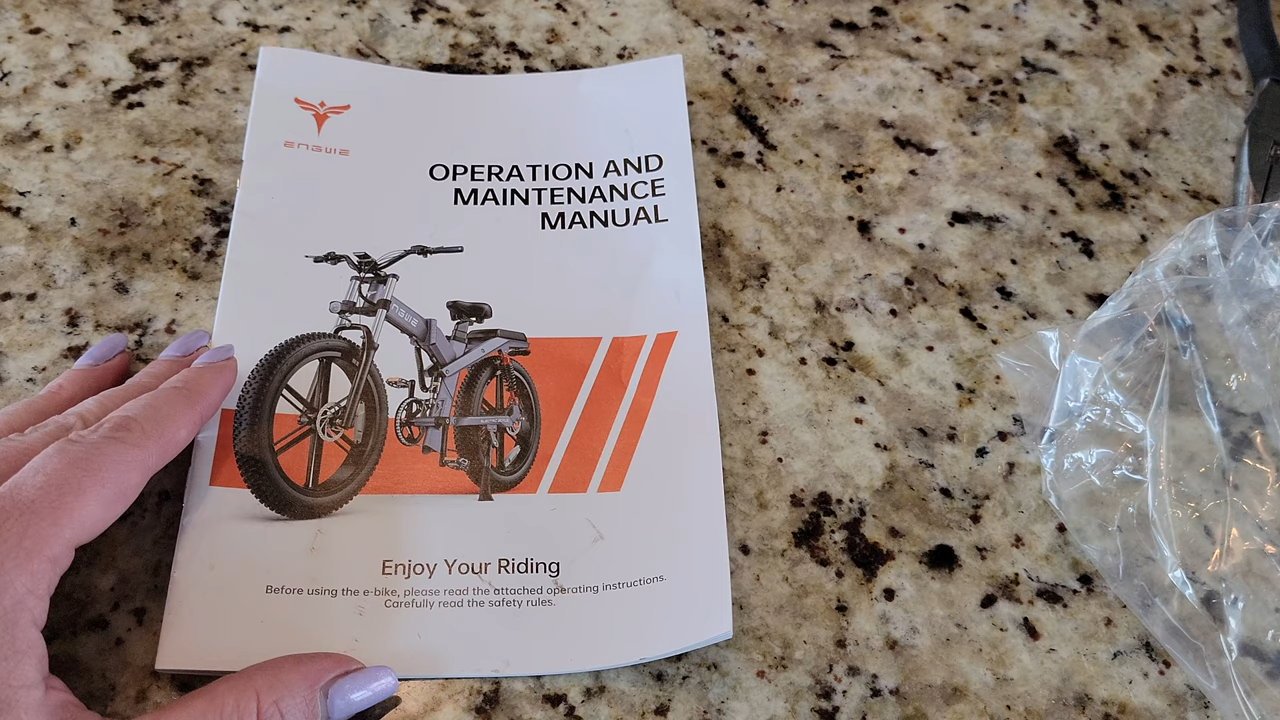 ENGWE
OPERATION AND
MAINTENANCE
MANUAL
ENGWE
Enjoy Your Riding
Before using the e-bike, please read the attached operating instructions.
Carefully read the safety rules.